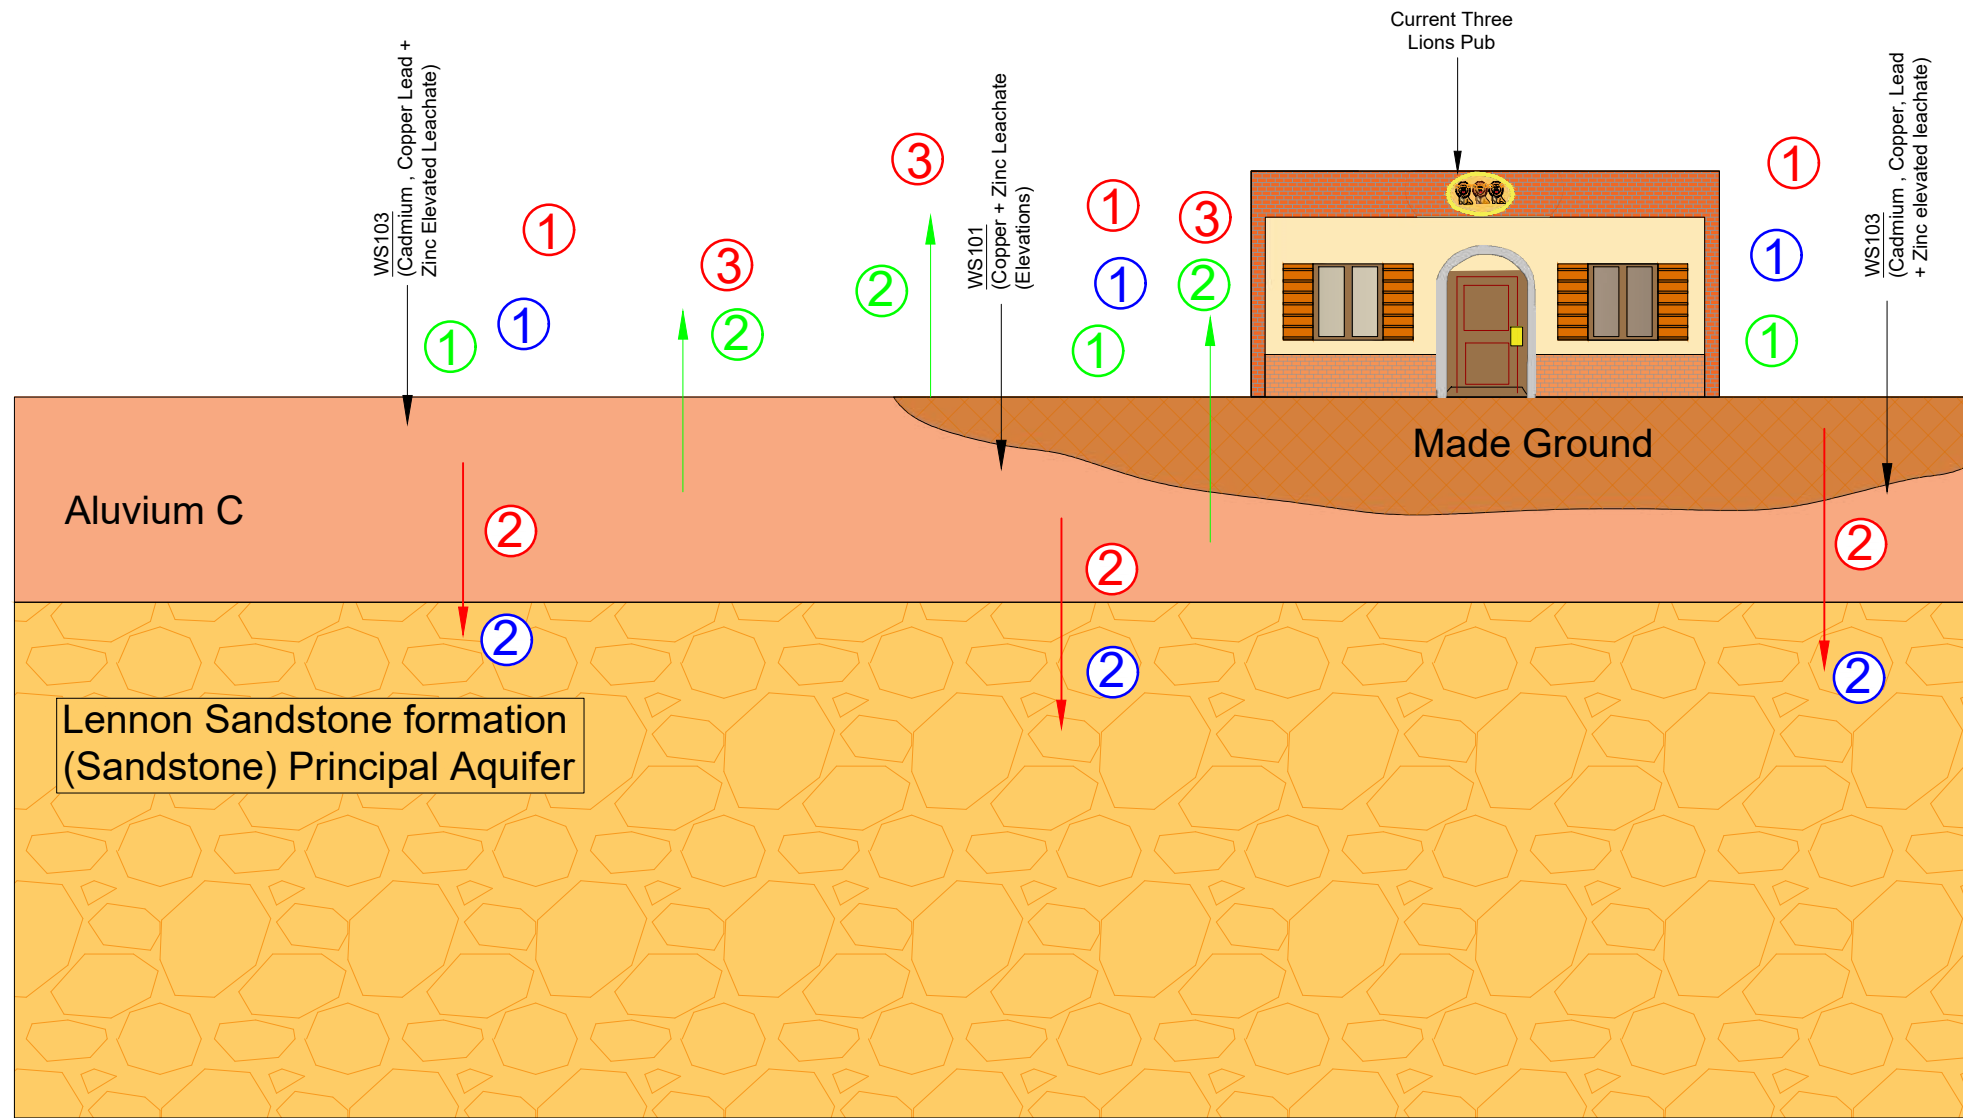 Current Three
Lions Pub
WS103
(Cadmium , Copper Lead +
Zinc Elevated Leachate)
WS101
(Copper + Zinc Leachate
(Elevations)
WS103
(Cadmium , Copper, Lead
+ Zinc elevated leachate)
3
1
1
3
1
3
2
2
1
1
2
1
2
1
1
1
Made Ground
Aluvium C
2
2
2
2
2
2
Lennon Sandstone formation
(Sandstone) Principal Aquifer